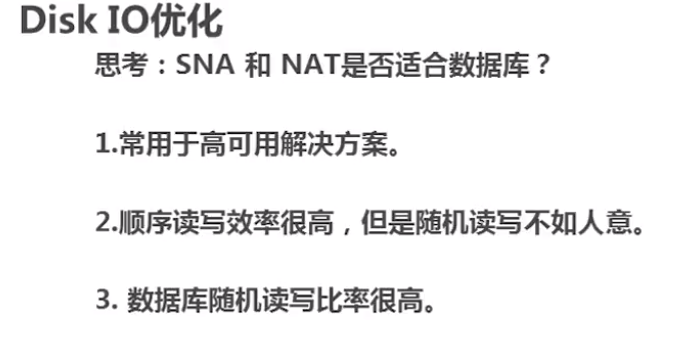 Disk IO优化
思考：SNA 和 NAT是否适合数据库？
1.常用于高可用解决方案。
2.顺序读写效率很高，但是随机读写不如人意。
3. 数据库随机读写比率很高。